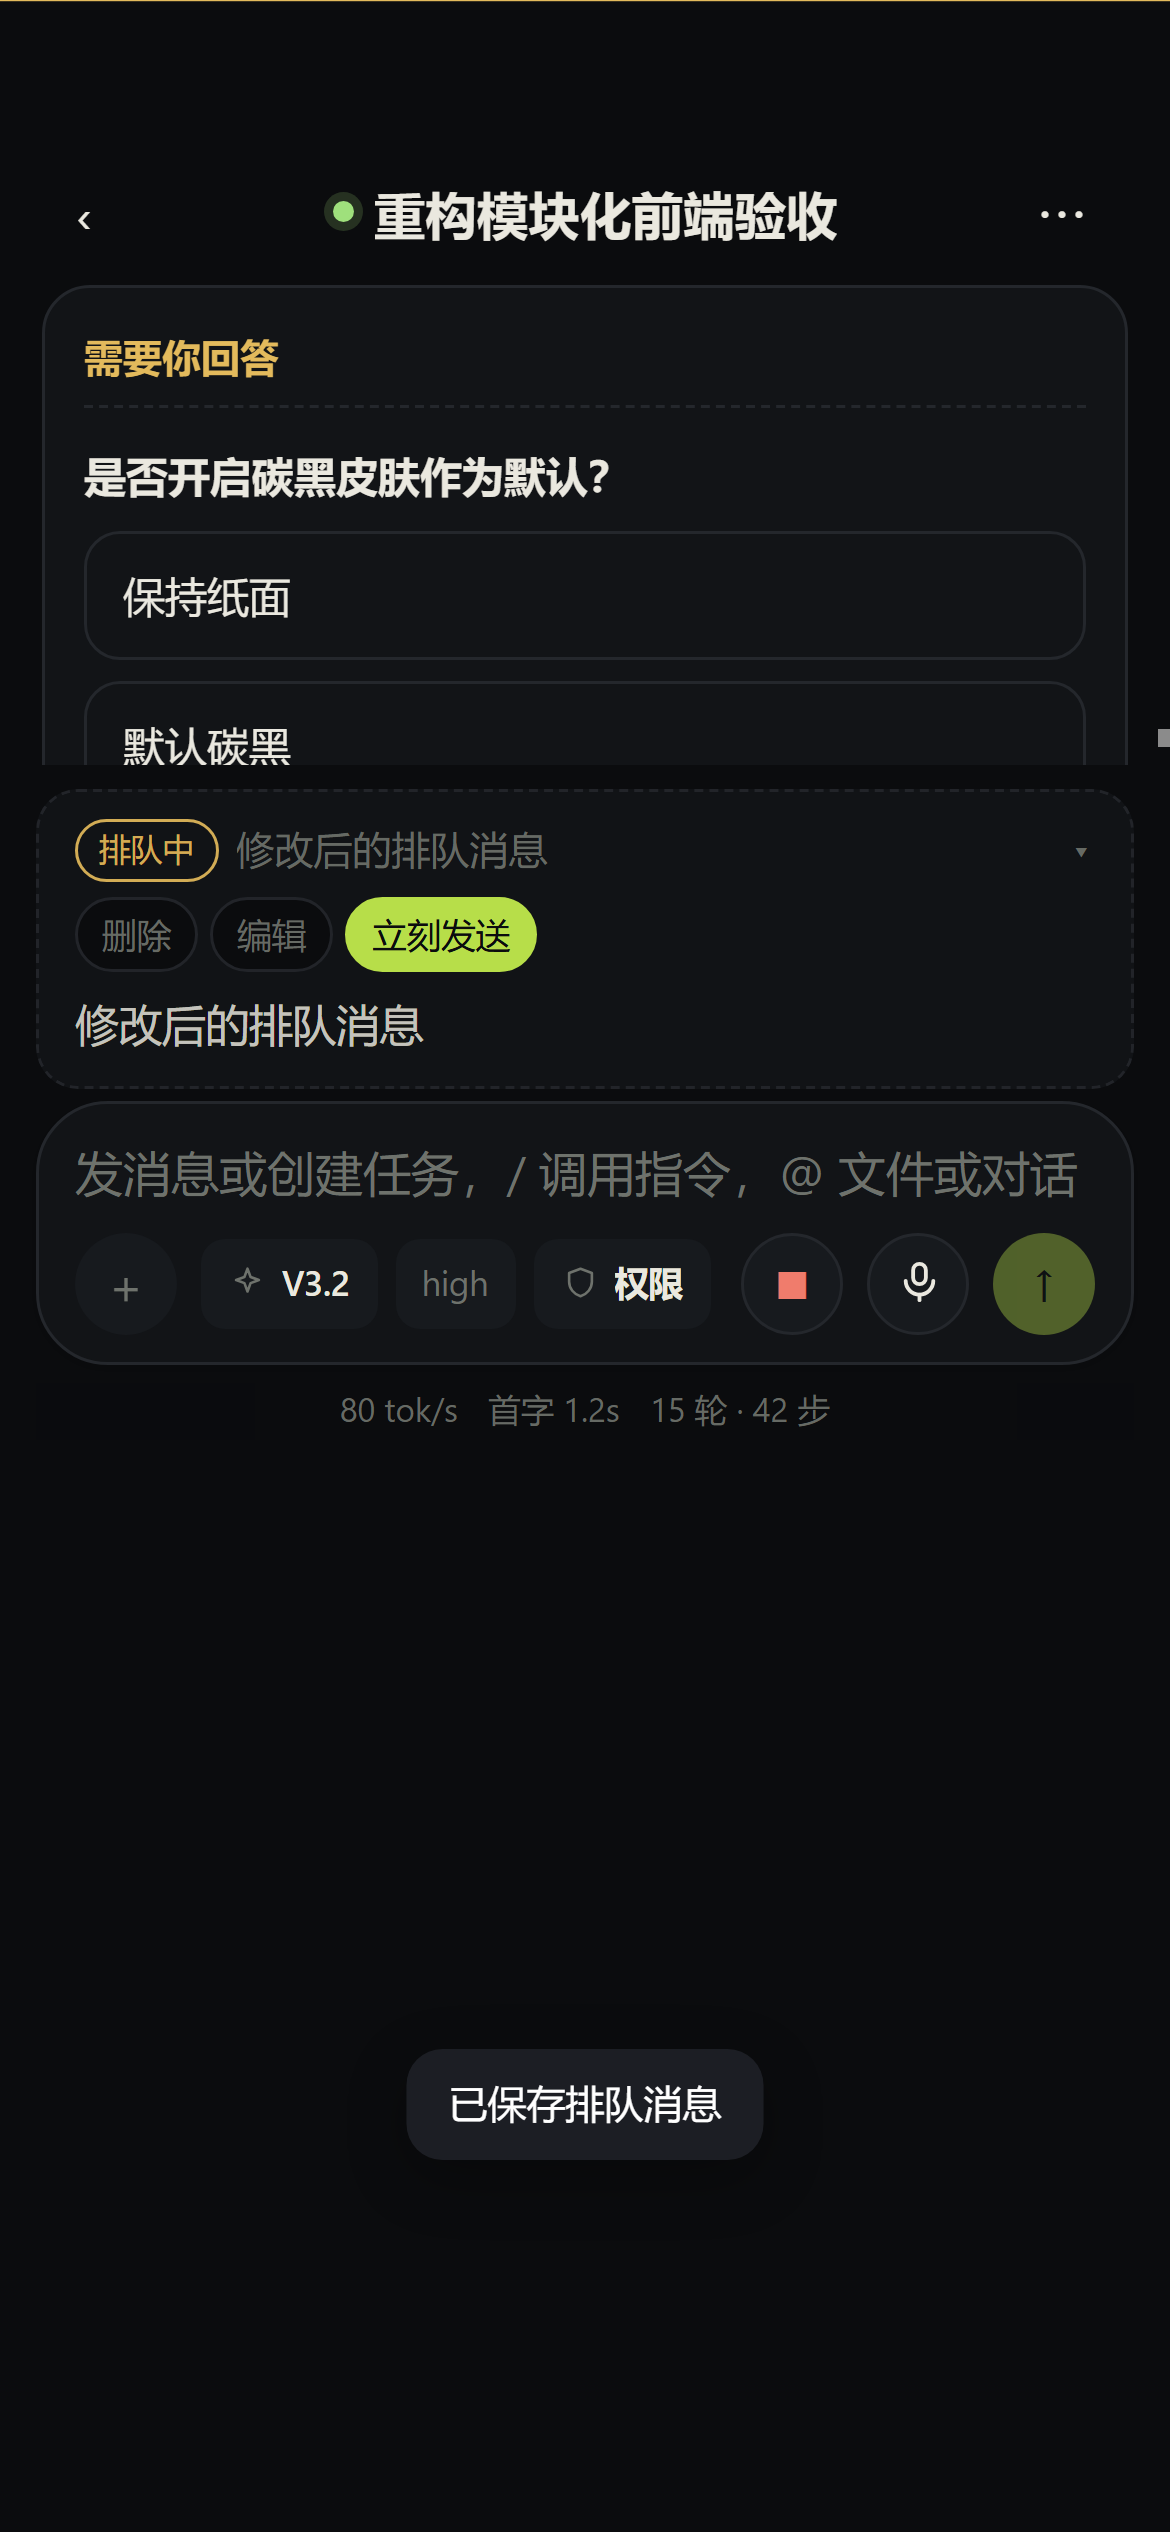 重构模块化前端验收
需要你回答
是否开启碳黑皮肤作为默认？
保持纸面
默认碳黑
排队中 修改后的排队消息
删除 编辑 立刻发送
修改后的排队消息
发消息或创建任务，/ 调用指令，@ 文件或对话
V3.2 high 权限
80 tok/s 首字 1.2s 15 轮 · 42 步
已保存排队消息